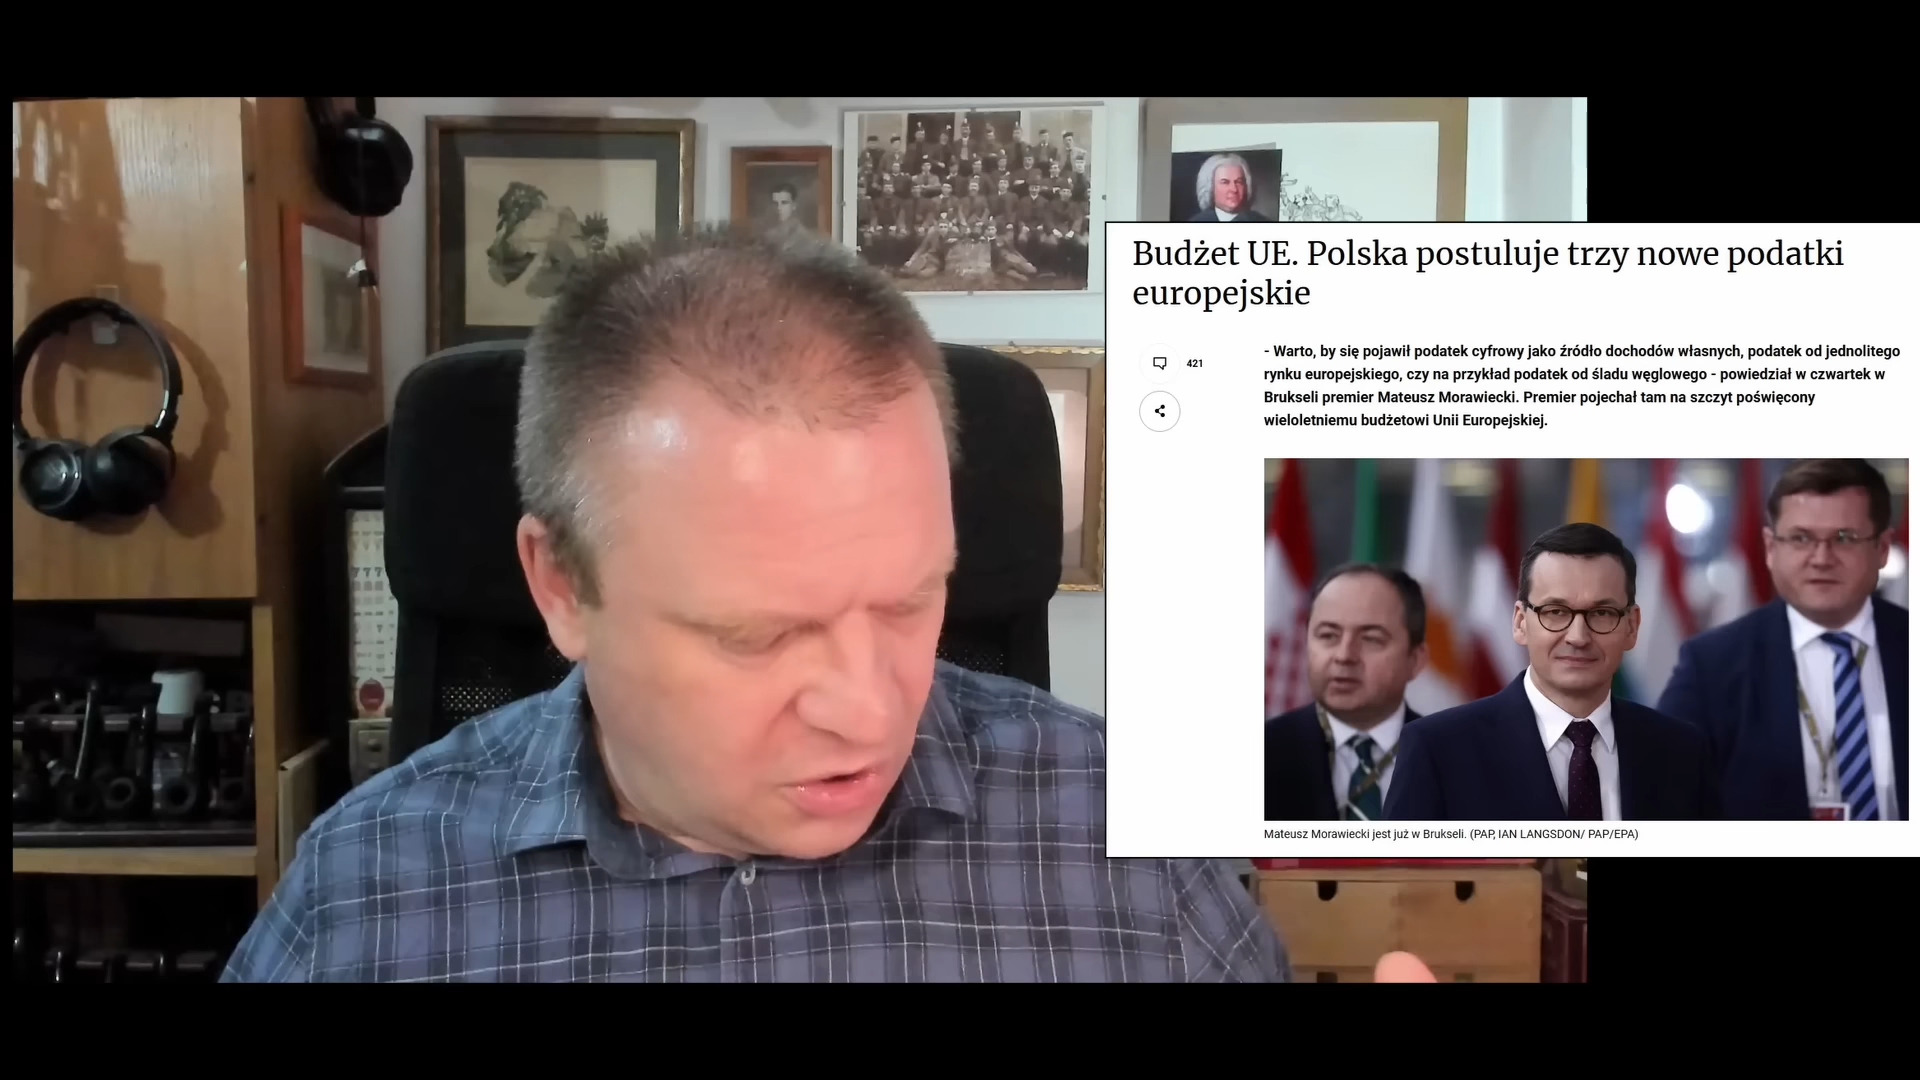 Budżet UE. Polska postuluje trzy nowe podatki
europejskie
421
- Warto, by się pojawił podatek cyfrowy jako źródło dochodów własnych, podatek od jednolitego
rynku europejskiego, czy na przykład podatek od śladu węglowego - powiedział w czwartek w
Brukseli premier Mateusz Morawiecki. Premier pojechał tam na szczyt poświęcony
wieloletniemu budżetowi Unii Europejskiej.
Mateusz Morawiecki jest już w Brukseli. (PAP, IAN LANGSDON/ PAP/EPA)